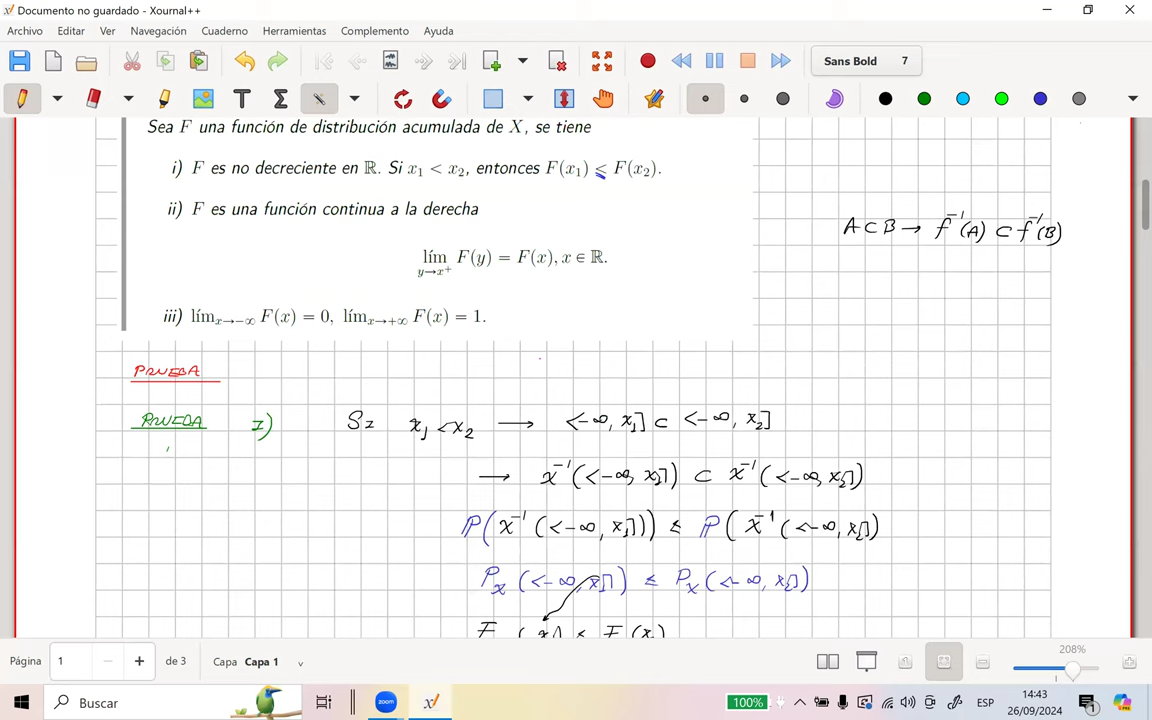 Documento no guardado - Xournal++
Archivo Editar Ver Navegación Cuaderno Herramientas Complemento Ayuda
Sans Bold 7
Sea F una función de distribución acumulada de X, se tiene
i) F es no decreciente en ℝ. Si x₁ < x₂, entonces F(x₁) ≤ F(x₂).
ii) F es una función continua a la derecha
A ⊂ B → f⁻¹(A) ⊂ f⁻¹(B)
lím_{y→x⁺} F(y) = F(x), x ∈ ℝ.
iii) lím_{x→−∞} F(x) = 0, lím_{x→+∞} F(x) = 1.
PRUEBA
PRUEBA I) Si x₁ < x₂ → <-∞, x₁] ⊂ <-∞, x₂]
→ X⁻¹(<-∞, x₁]) ⊂ X⁻¹(<-∞, x₂])
ℙ(X⁻¹(<-∞, x₁])) ≤ ℙ(X⁻¹(<-∞, x₂])
P_X(<-∞, x₁]) ≤ P_X(<-∞, x₂])
Página 1 de 3 Capa Capa 1 208%
Buscar zoom 100% ESP 14:43
26/09/2024